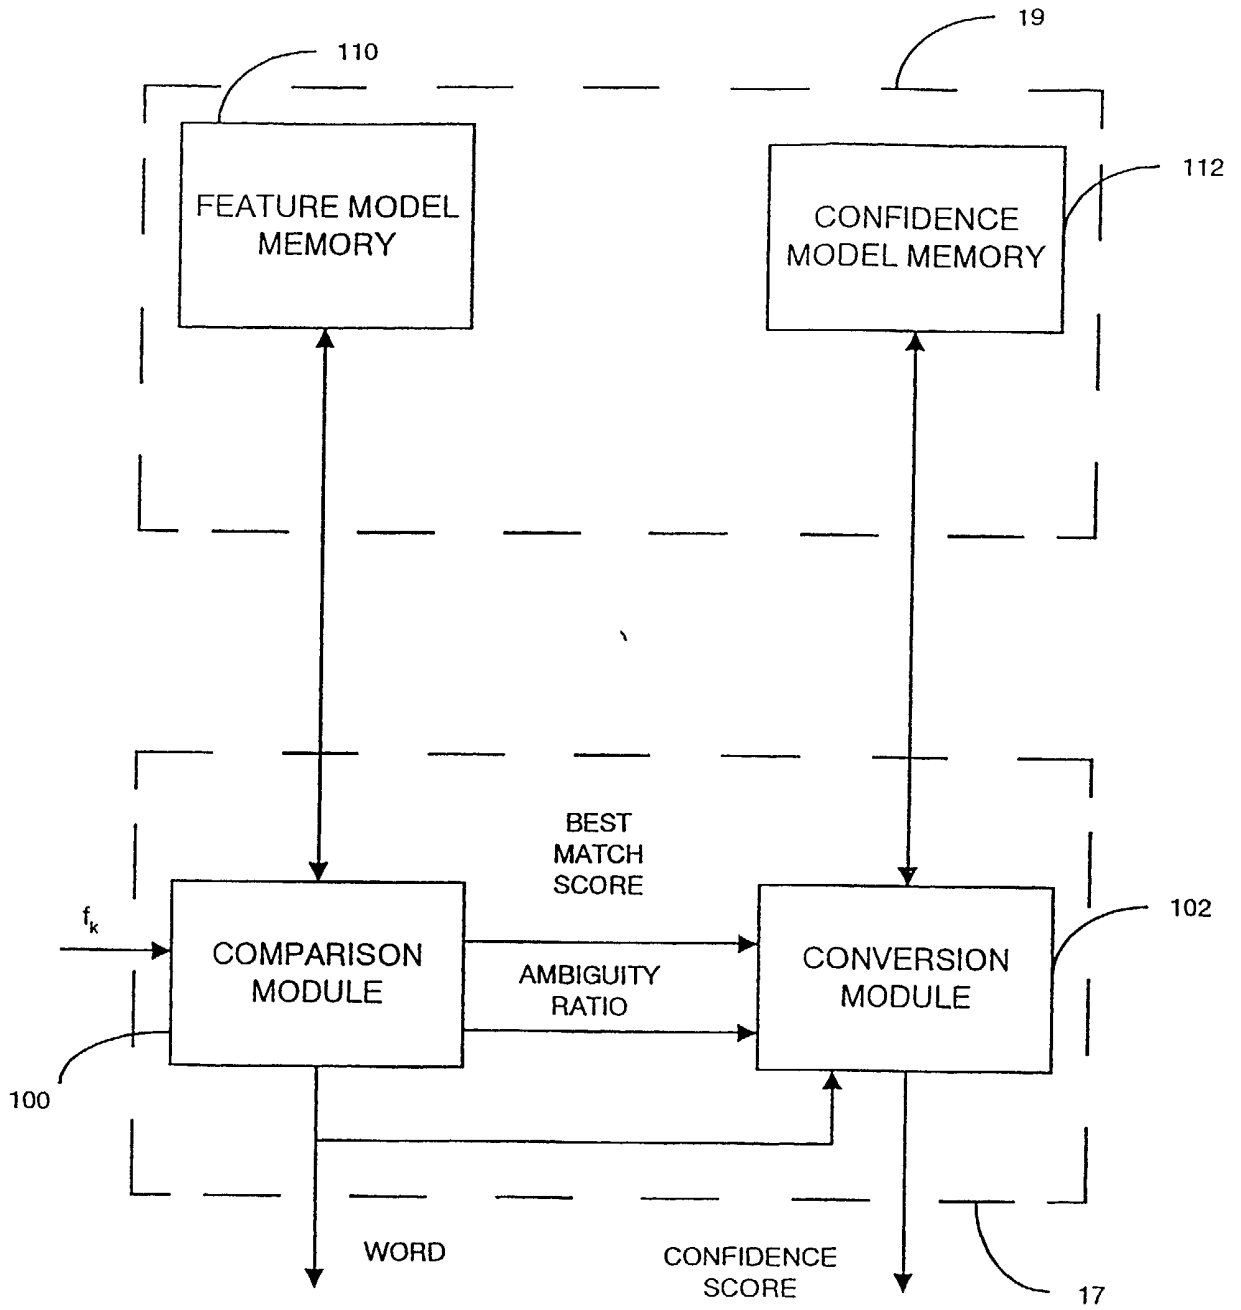 19
110
112
FEATURE MODEL
MEMORY
CONFIDENCE
MODEL MEMORY
BEST
MATCH
SCORE
fk
102
COMPARISON
MODULE
AMBIGUITY
RATIO
CONVERSION
MODULE
100
WORD
CONFIDENCE
SCORE
17